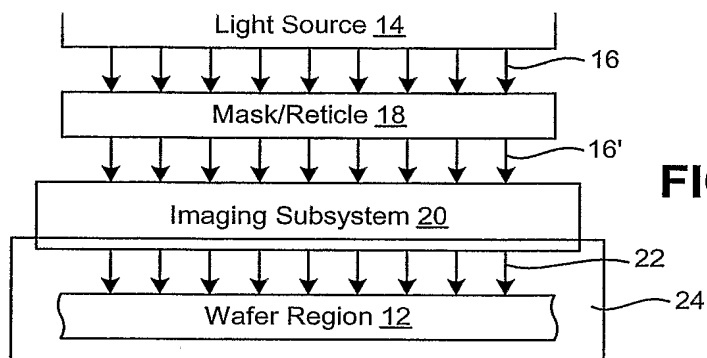 Light Source 14
16
Mask/Reticle 18
16'
Imaging Subsystem 20
22
24
Wafer Region 12